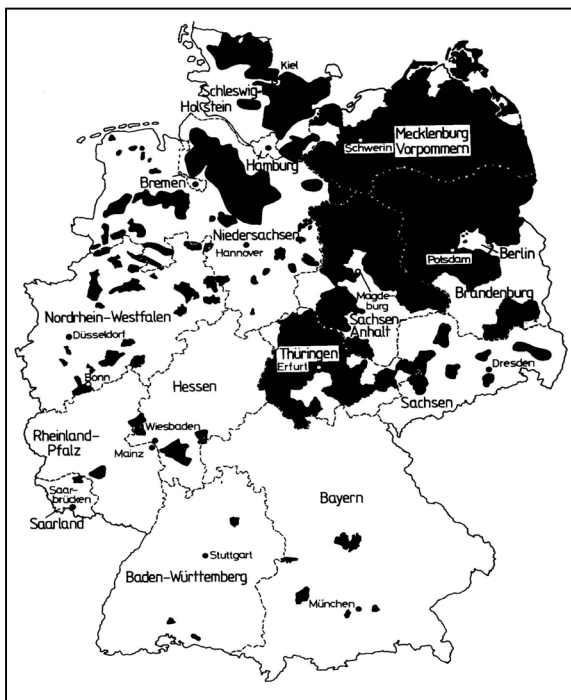 Kiel
Schleswig-
Holstein
Mecklenburg
Vorpommern
Schwerin
Hamburg
Bremen
Niedersachsen
Hannover
Berlin
Potsdam
Magde-
burg
Brandenburg
Sachsen-
Anhalt
Nordrhein-Westfalen
Düsseldorf
Thüringen
Erfurt
Dresden
Bonn
Hessen
Sachsen
Wiesbaden
Rheinland-
Pfalz
Mainz
Saar-
brücken
Saarland
Bayern
Stuttgart
Baden-Württemberg
München